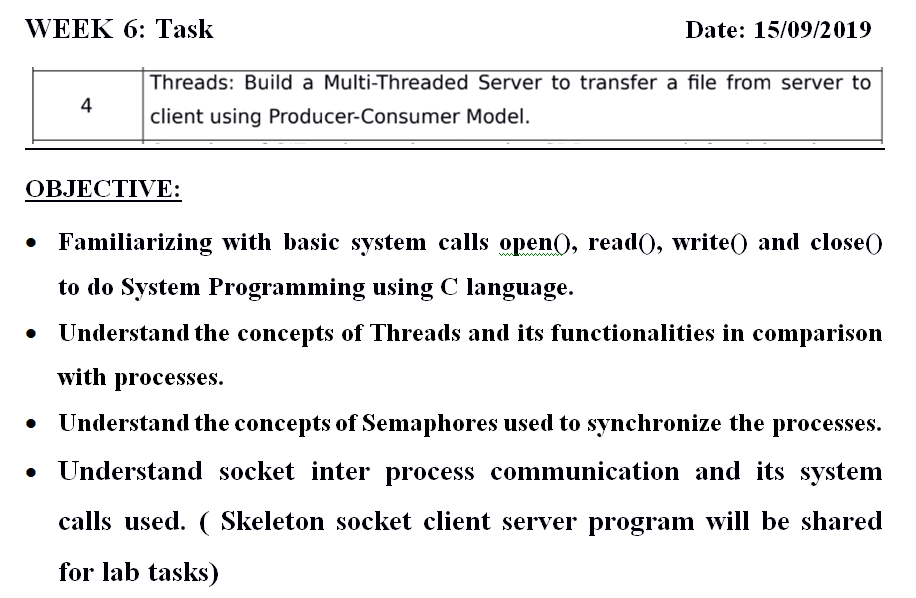 WEEK 6: Task Date: 15/09/2019
4
Threads: Build a Multi-Threaded Server to transfer a file from server to
client using Producer-Consumer Model.
OBJECTIVE:
• Familiarizing with basic system calls open(), read(), write() and close()
to do System Programming using C language.
• Understand the concepts of Threads and its functionalities in comparison
with processes.
• Understand the concepts of Semaphores used to synchronize the processes.
• Understand socket inter process communication and its system
calls used. ( Skeleton socket client server program will be shared
for lab tasks)